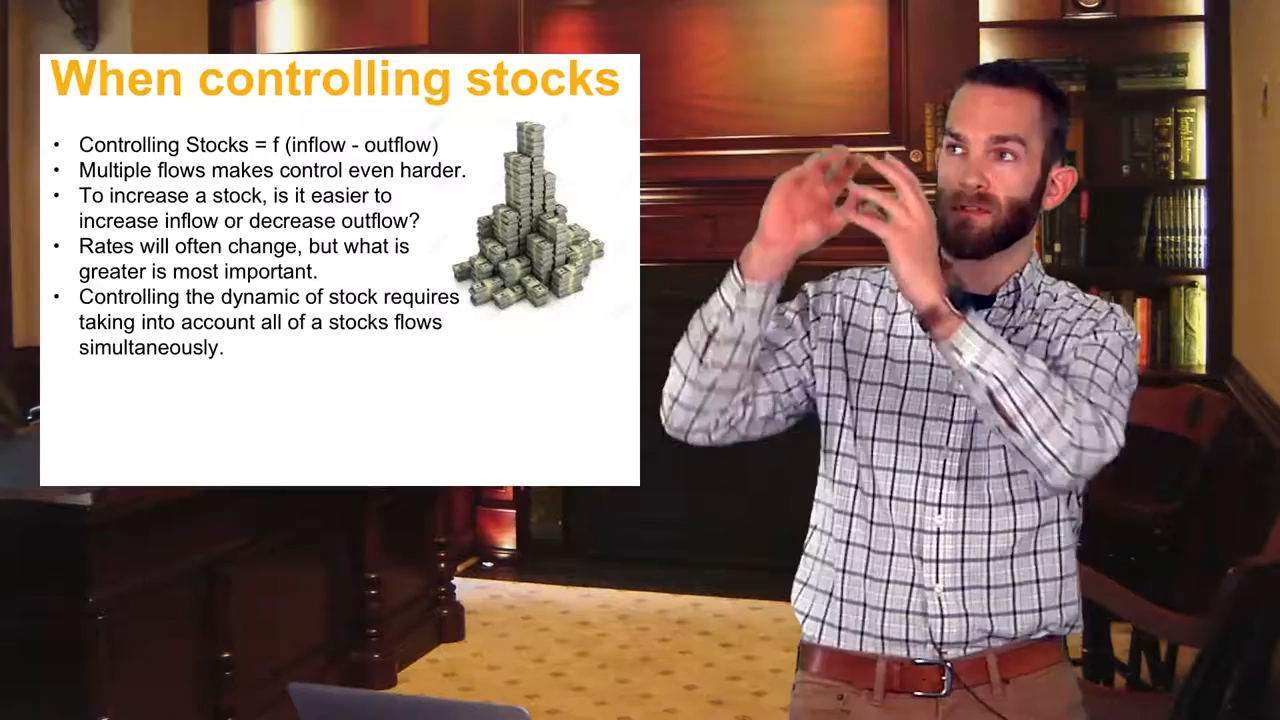 When controlling stocks
• Controlling Stocks = f (inflow - outflow)
• Multiple flows makes control even harder.
• To increase a stock, is it easier to
increase inflow or decrease outflow?
• Rates will often change, but what is
greater is most important.
• Controlling the dynamic of stock requires
taking into account all of a stocks flows
simultaneously.